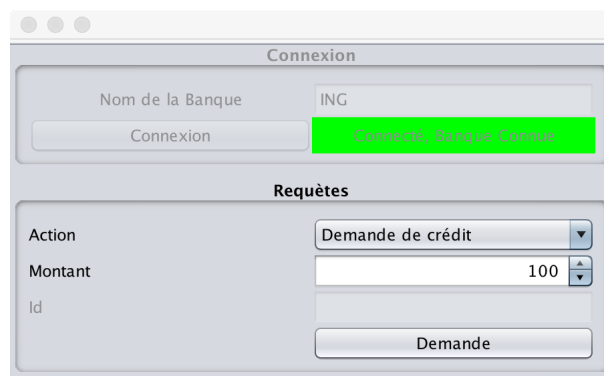 Connexion
Nom de la Banque ING
Connexion Connecté, Banque Connue
Requètes
Action Demande de crédit
Montant 100
Id
Demande